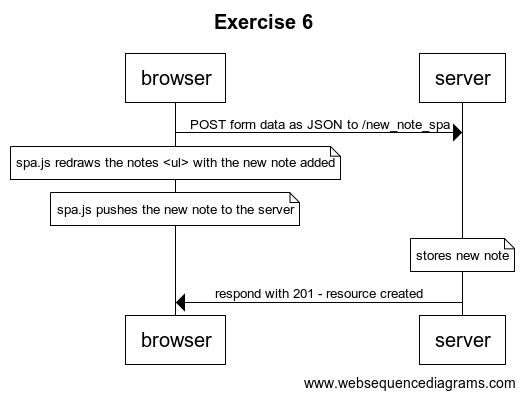 Exercise 6
browser
server
POST form data as JSON to /new_note_spa
spa.js redraws the notes <ul> with the new note added
spa.js pushes the new note to the server
stores new note
respond with 201 - resource created
browser
server
www.websequencediagrams.com